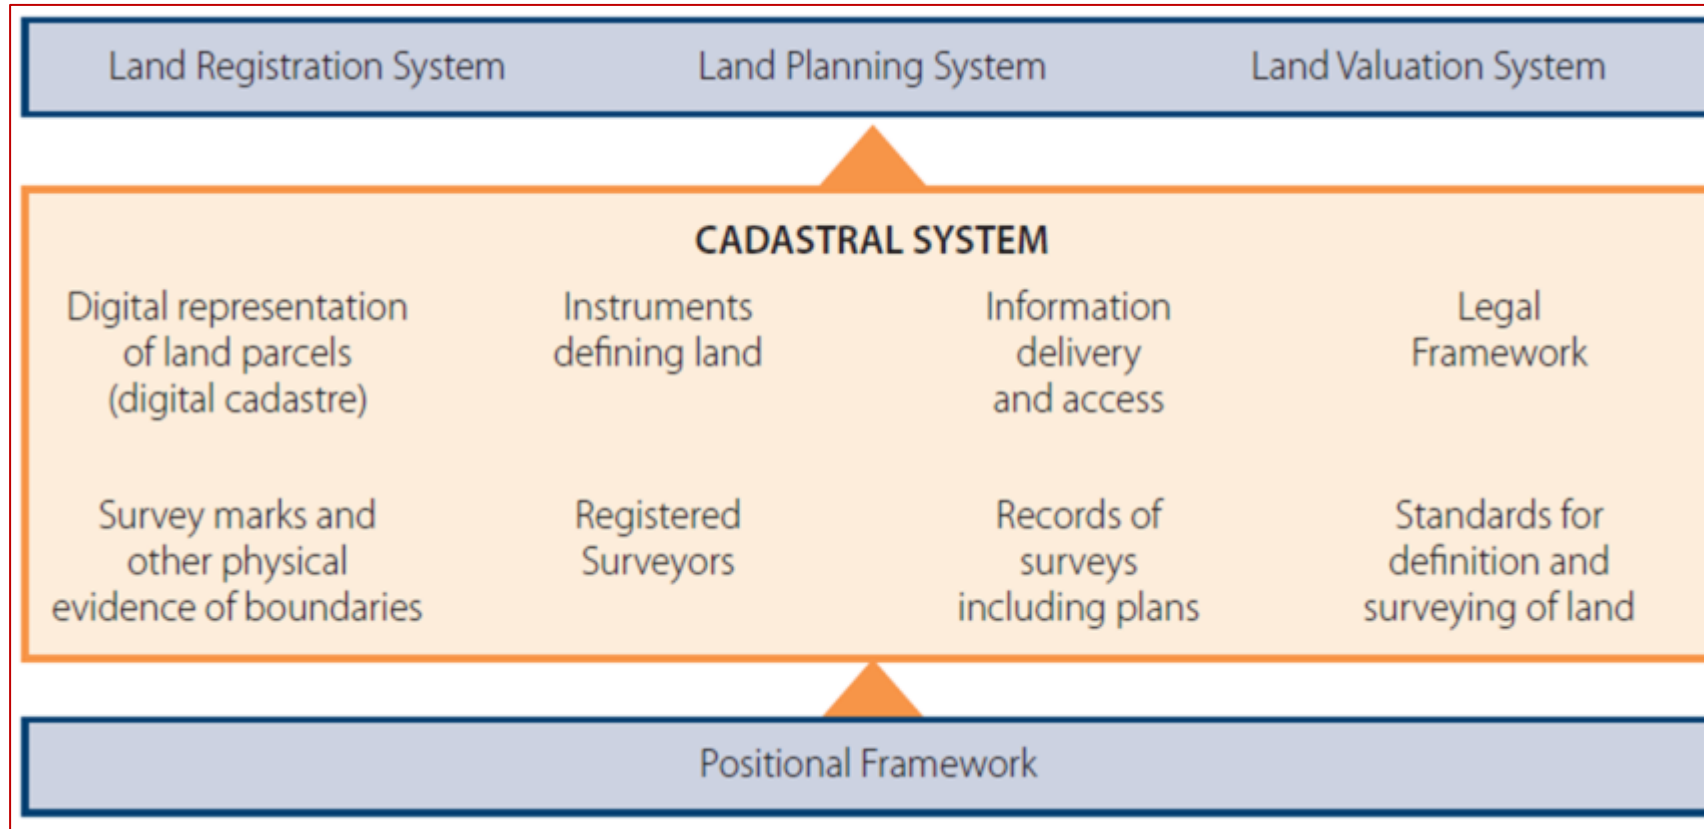 Land Registration System
Land Planning System
Land Valuation System
CADASTRAL SYSTEM
Digital representation
of land parcels
(digital cadastre)
Instruments
defining land
Information
delivery
and access
Legal
Framework
Survey marks and
other physical
evidence of boundaries
Registered
Surveyors
Records of
surveys
including plans
Standards for
definition and
surveying of land
Positional Framework